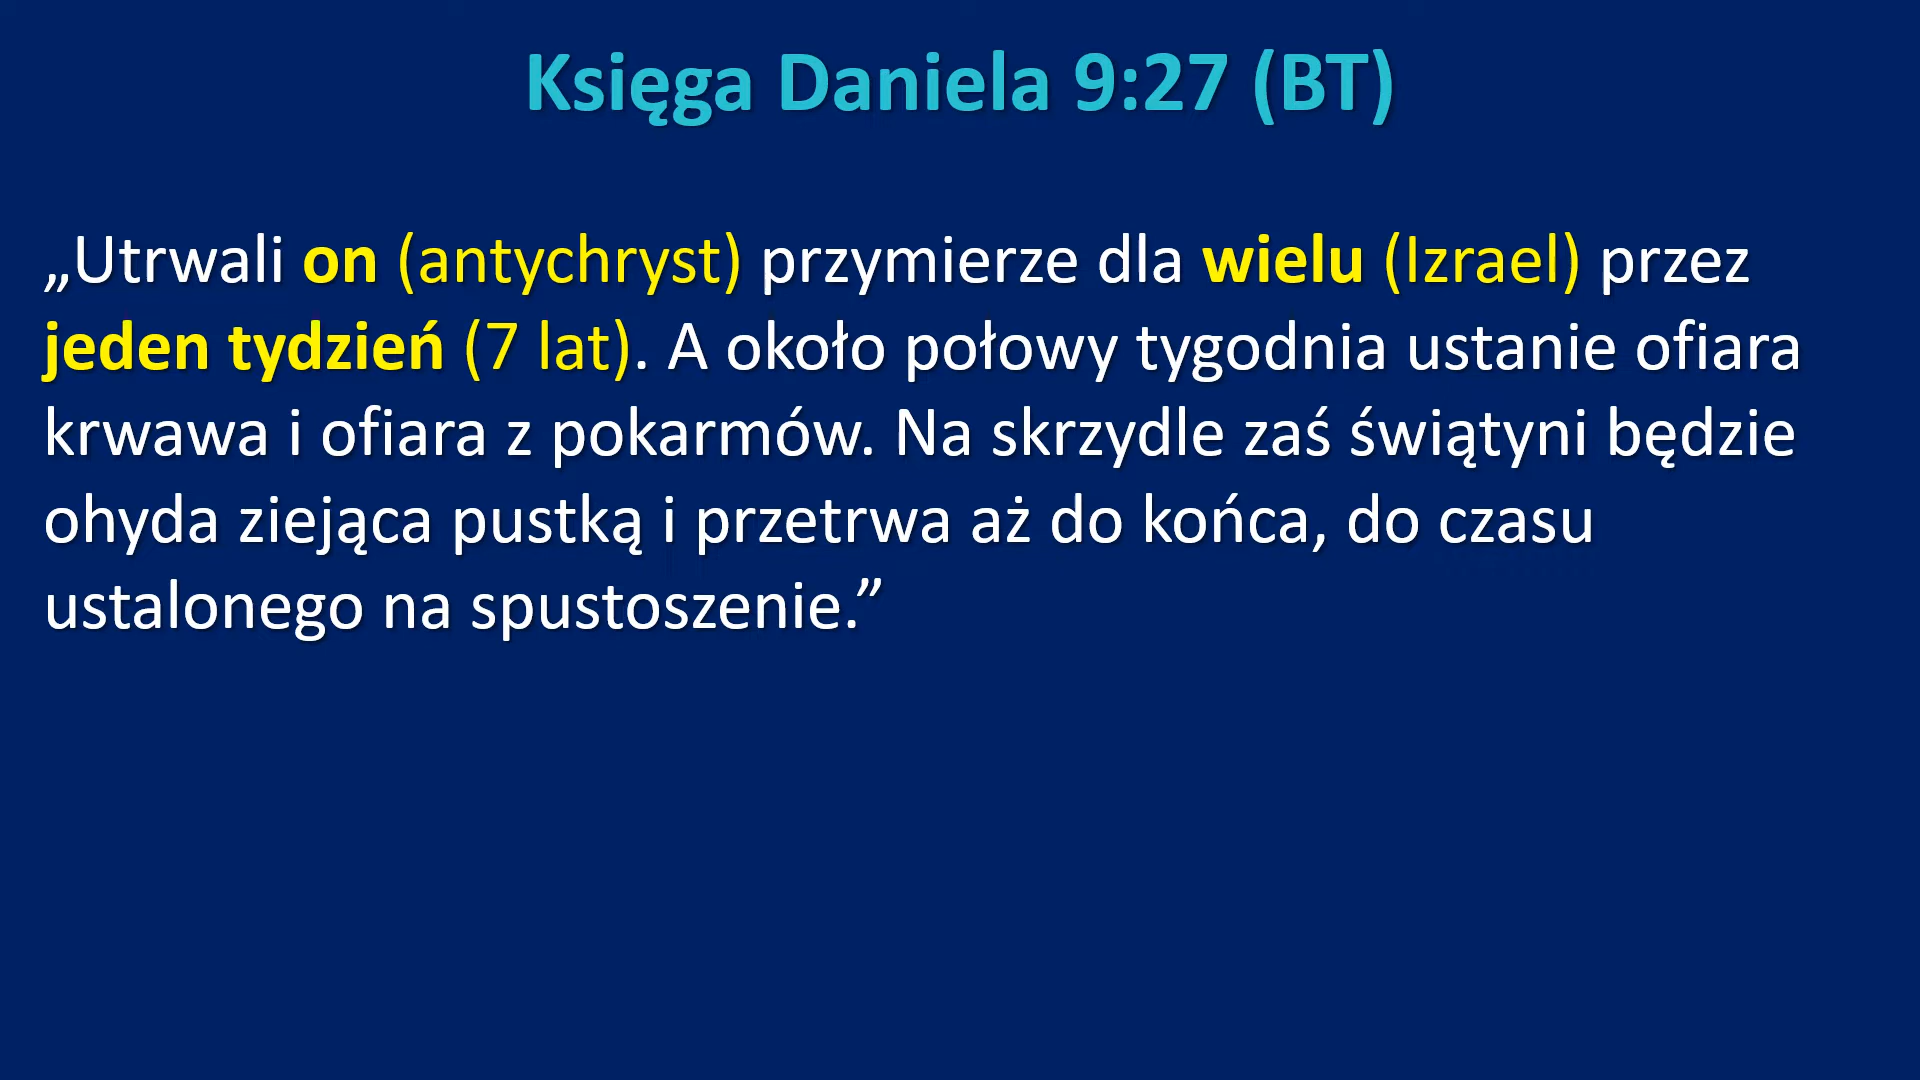 Księga Daniela 9:27 (BT)
„Utrwali on (antychryst) przymierze dla wielu (Izrael) przez
jeden tydzień (7 lat). A około połowy tygodnia ustanie ofiara
krwawa i ofiara z pokarmów. Na skrzydle zaś świątyni będzie
ohyda ziejąca pustką i przetrwa aż do końca, do czasu
ustalonego na spustoszenie.”